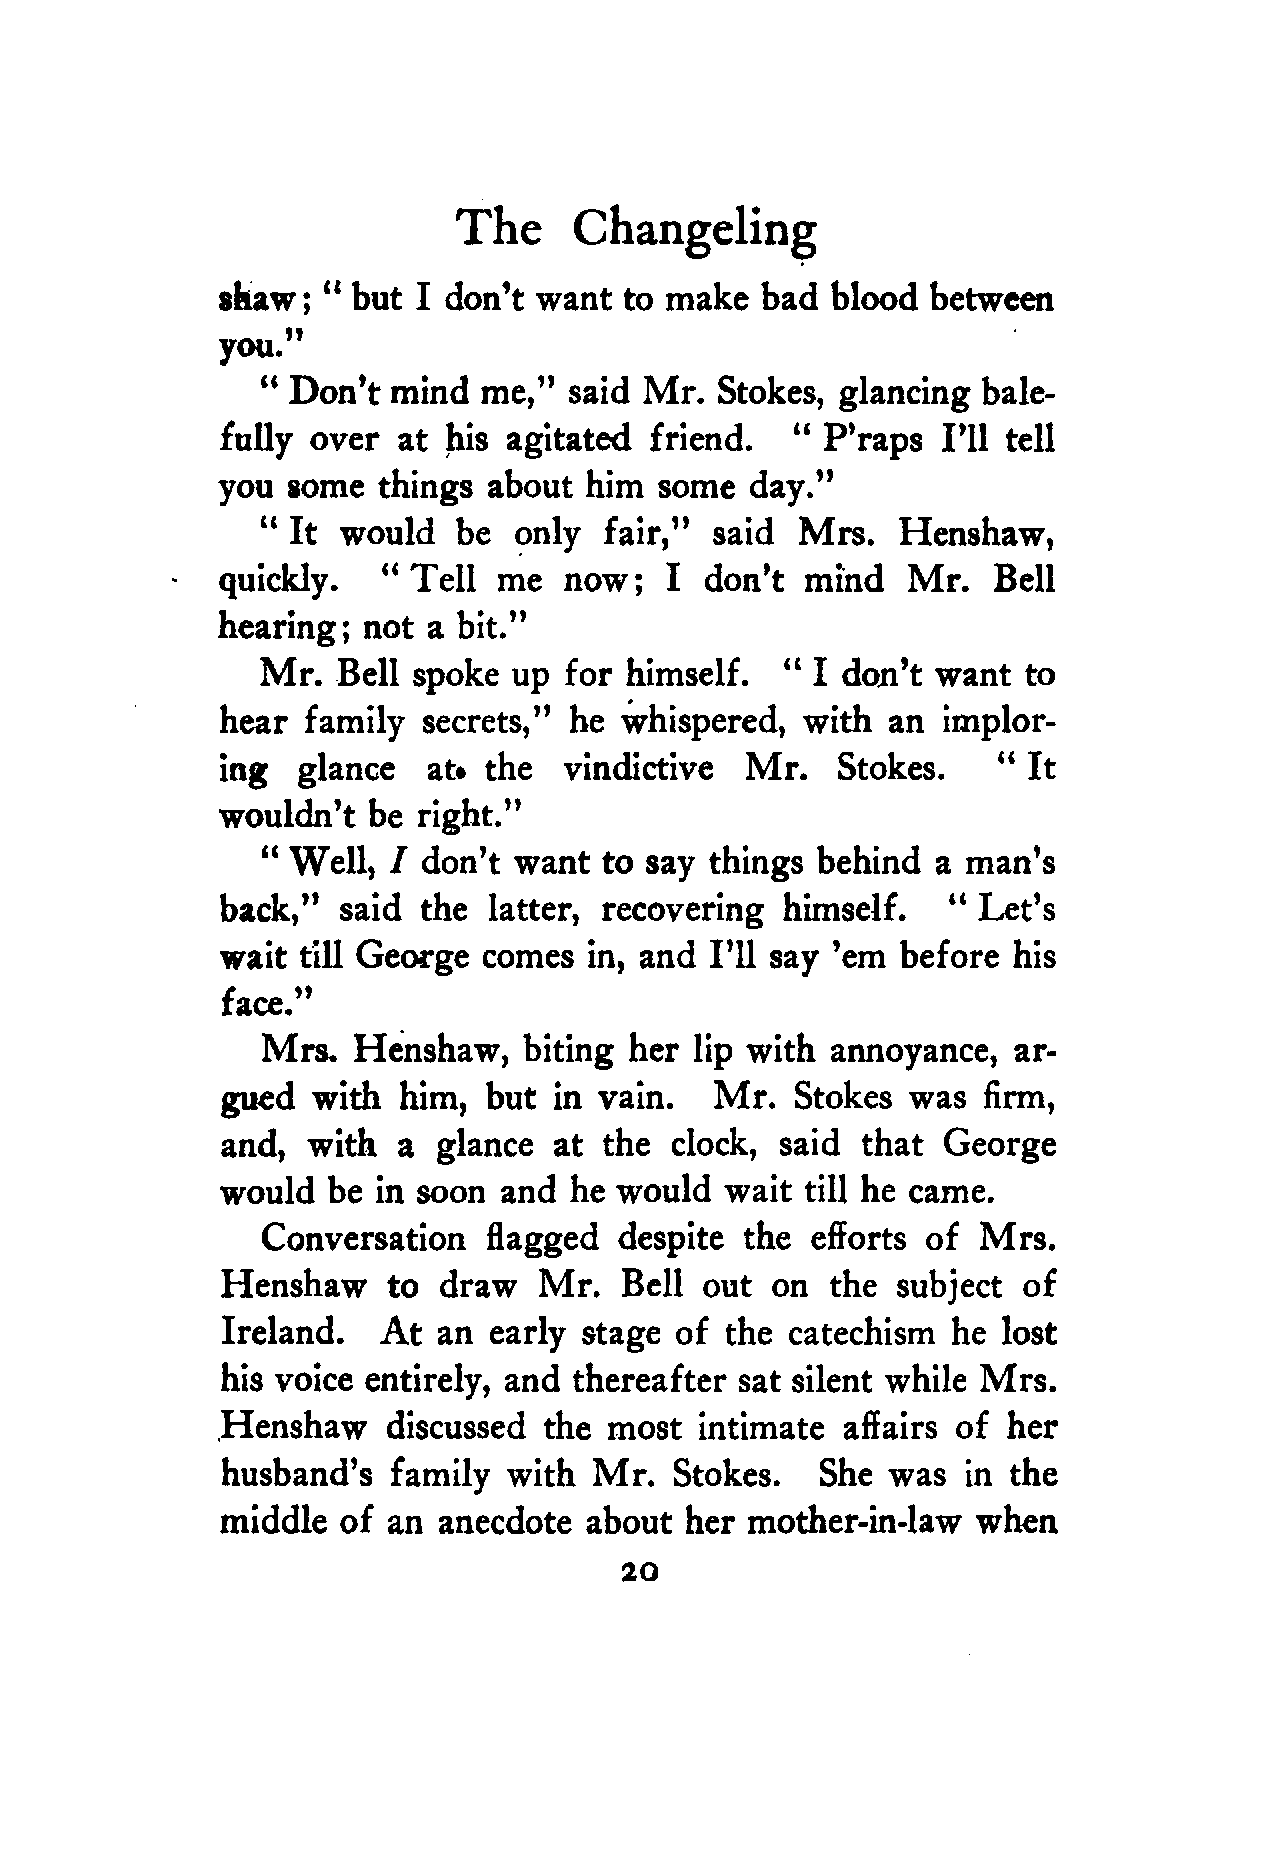 The Changeling
shaw; “ but I don’t want to make bad blood between
you.”
“ Don’t mind me,” said Mr. Stokes, glancing bale-
fully over at his agitated friend. “ P’raps I’ll tell
you some things about him some day.”
“ It would be only fair,” said Mrs. Henshaw,
quickly. “ Tell me now; I don’t mind Mr. Bell
hearing; not a bit.”
Mr. Bell spoke up for himself. “ I don’t want to
hear family secrets,” he whispered, with an implor-
ing glance at the vindictive Mr. Stokes. “ It
wouldn’t be right.”
“ Well, I don’t want to say things behind a man’s
back,” said the latter, recovering himself. “ Let’s
wait till George comes in, and I’ll say ’em before his
face.”
Mrs. Henshaw, biting her lip with annoyance, ar-
gued with him, but in vain. Mr. Stokes was firm,
and, with a glance at the clock, said that George
would be in soon and he would wait till he came.
Conversation flagged despite the efforts of Mrs.
Henshaw to draw Mr. Bell out on the subject of
Ireland. At an early stage of the catechism he lost
his voice entirely, and thereafter sat silent while Mrs.
Henshaw discussed the most intimate affairs of her
husband’s family with Mr. Stokes. She was in the
middle of an anecdote about her mother-in-law when
20